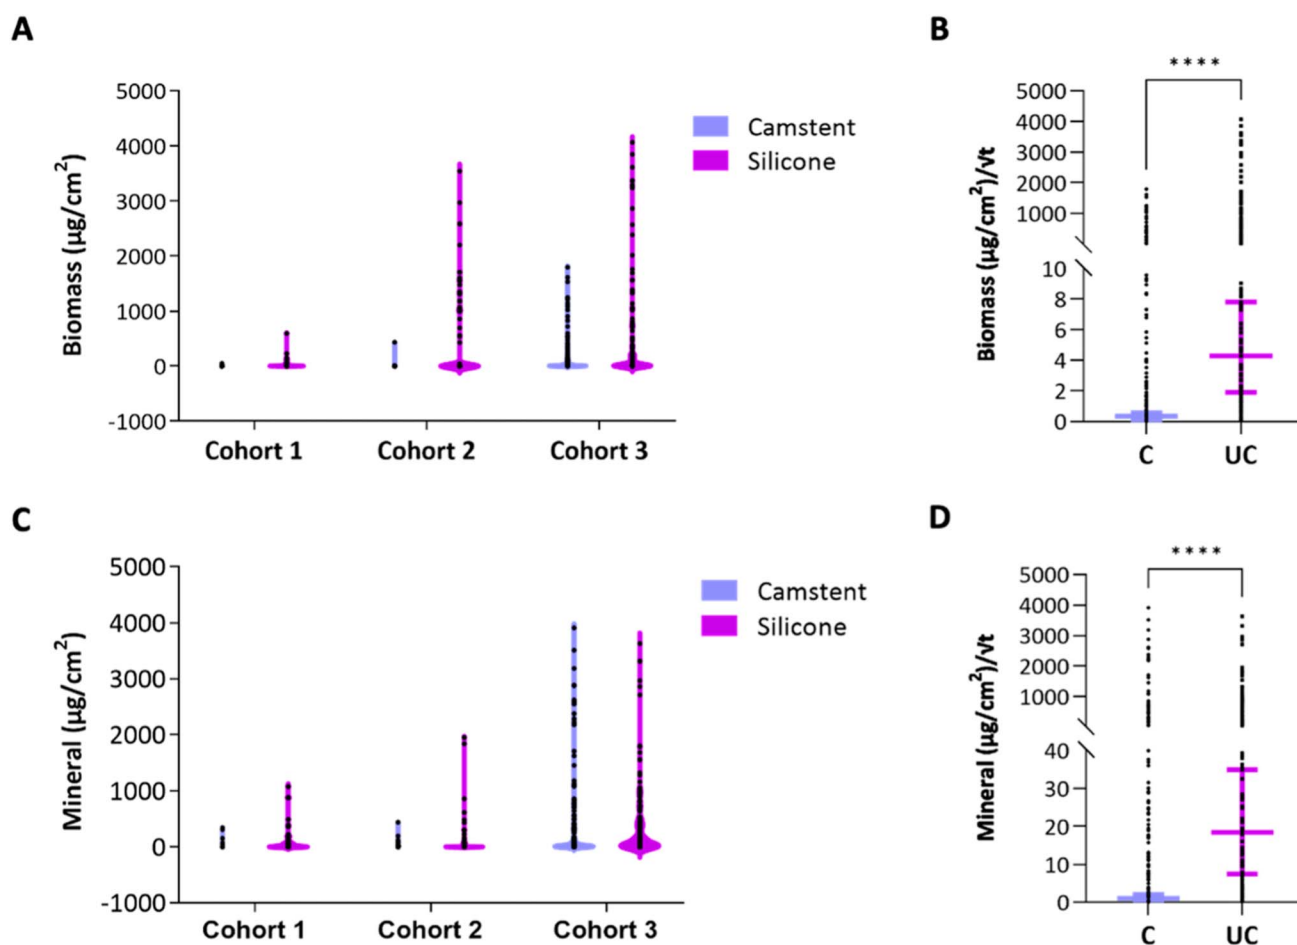 A
Biomass (µg/cm²)
5000
4000
3000
2000
1000
0
-1000
Cohort 1
Cohort 2
Cohort 3
Camstent
Silicone
B
Biomass (µg/cm²)/√t
****
5000
4000
3000
2000
1000
10
8
6
4
2
0
C
UC
C
Mineral (µg/cm²)
5000
4000
3000
2000
1000
0
-1000
Cohort 1
Cohort 2
Cohort 3
Camstent
Silicone
D
Mineral (µg/cm²)/√t
****
5000
4000
3000
2000
1000
40
30
20
10
0
C
UC